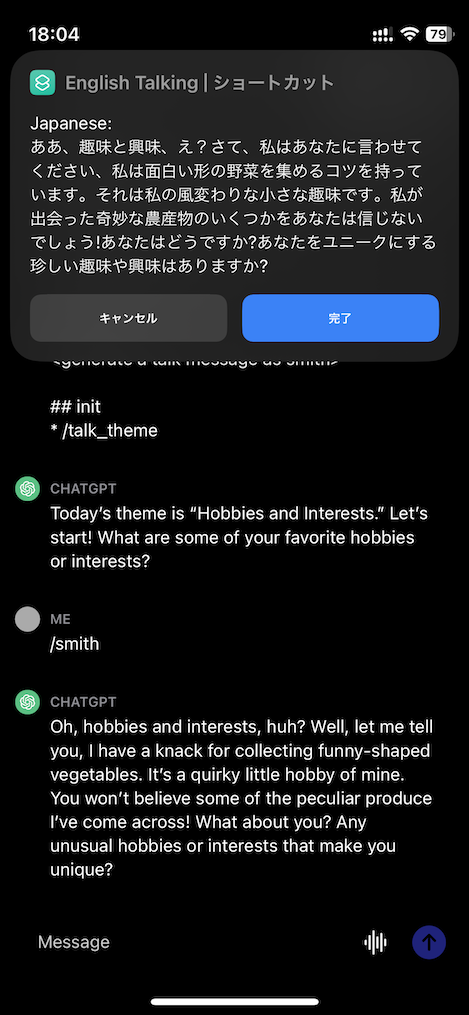 18:04
79
English Talking | ショートカット
Japanese:
ああ、趣味と興味、え？さて、私はあなたに言わせて
ください、私は面白い形の野菜を集めるコツを持って
います。それは私の風変わりな小さな趣味です。私が
出会った奇妙な農産物のいくつかをあなたは信じない
でしょう!あなたはどうですか?あなたをユニークにする
珍しい趣味や興味はありますか?
キャンセル
完了
<generate a talk message as smith>
## init
* /talk_theme
CHATGPT
Today's theme is “Hobbies and Interests.” Let's
start! What are some of your favorite hobbies
or interests?
ME
/smith
CHATGPT
Oh, hobbies and interests, huh? Well, let me tell
you, I have a knack for collecting funny-shaped
vegetables. It's a quirky little hobby of mine.
You won't believe some of the peculiar produce
I've come across! What about you? Any
unusual hobbies or interests that make you
unique?
Message